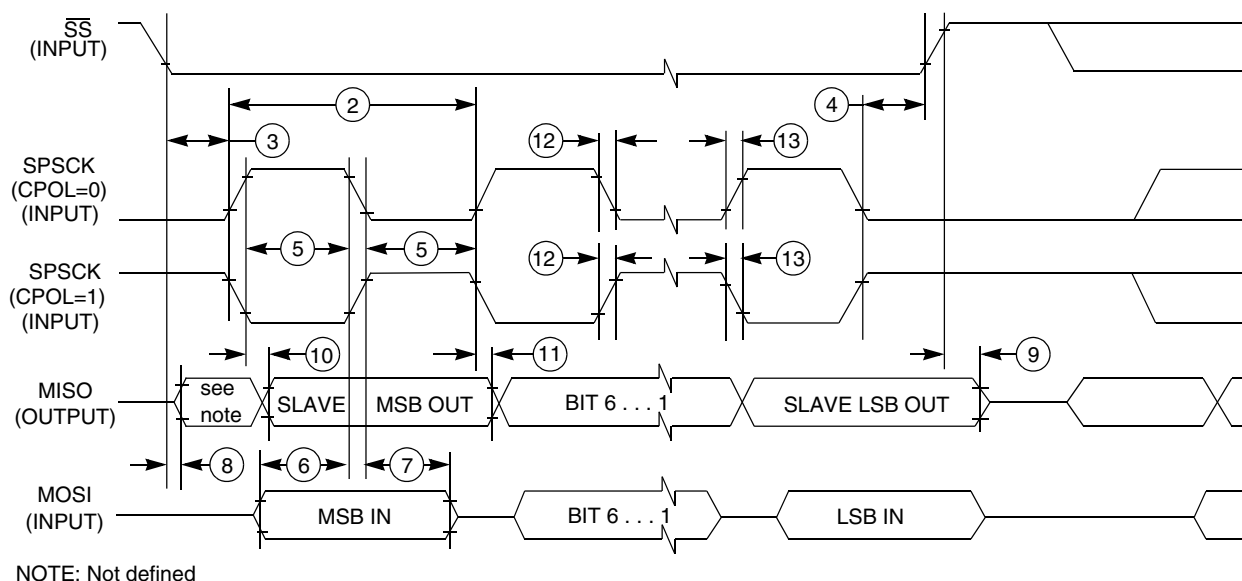 SS
(INPUT)
2
4
3
12
13
SPSCK
(CPOL=0)
(INPUT)
5
5
12
13
SPSCK
(CPOL=1)
(INPUT)
10
11
9
MISO
(OUTPUT)
see
note
SLAVE
MSB OUT
BIT 6 . . . 1
SLAVE LSB OUT
8
6
7
MOSI
(INPUT)
MSB IN
BIT 6 . . . 1
LSB IN
NOTE: Not defined